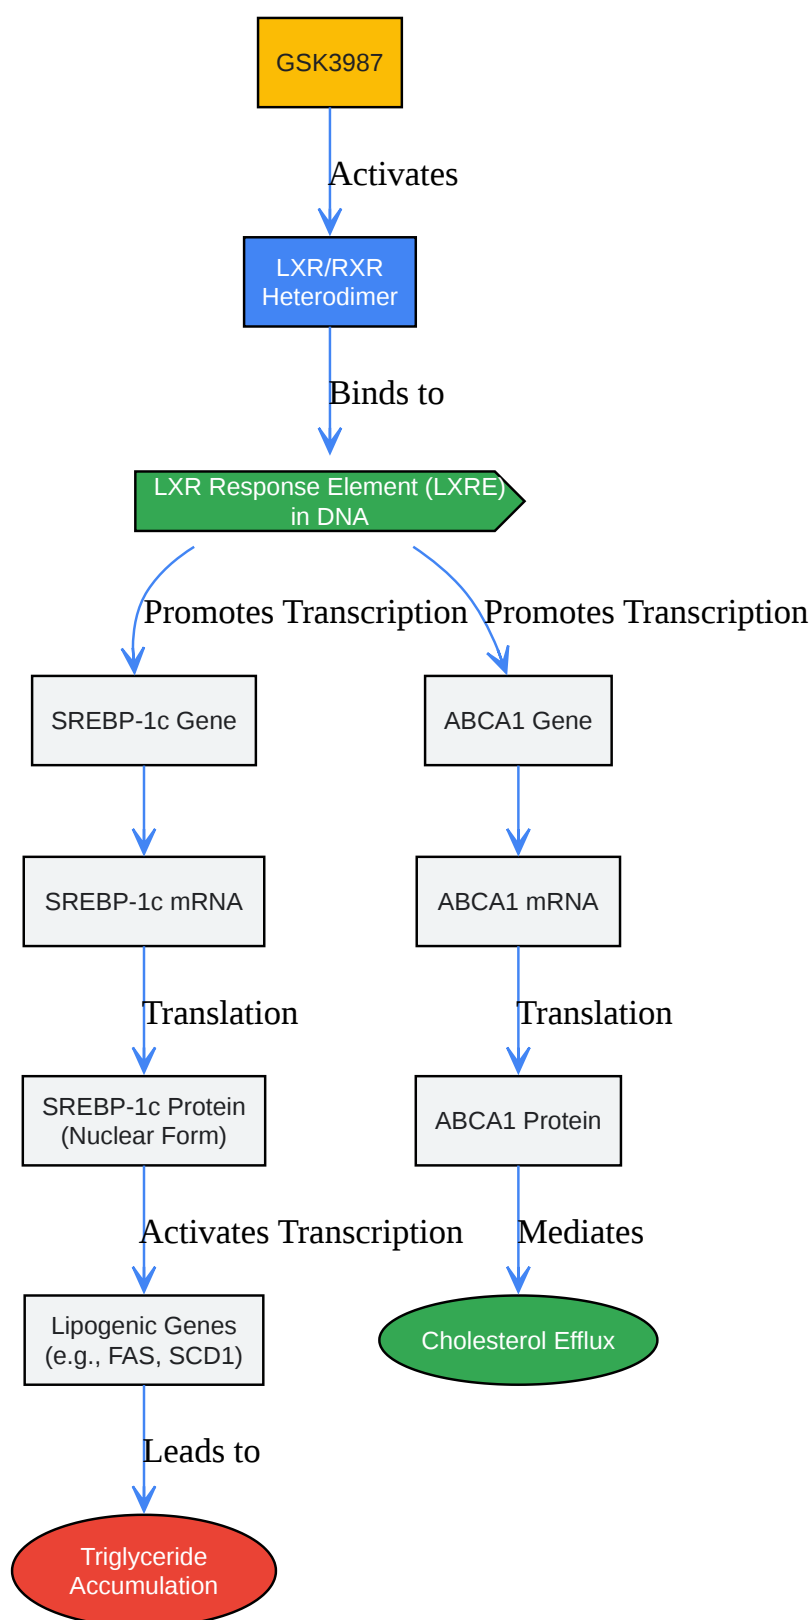 GSK3987
Activates
LXR/RXR
Heterodimer
Binds to
LXR Response Element (LXRE)
in DNA
Promotes Transcription
Promotes Transcription
SREBP-1c Gene
ABCA1 Gene
SREBP-1c mRNA
ABCA1 mRNA
Translation
Translation
SREBP-1c Protein
(Nuclear Form)
ABCA1 Protein
Activates Transcription
Mediates
Lipogenic Genes
(e.g., FAS, SCD1)
Cholesterol Efflux
Leads to
Triglyceride
Accumulation